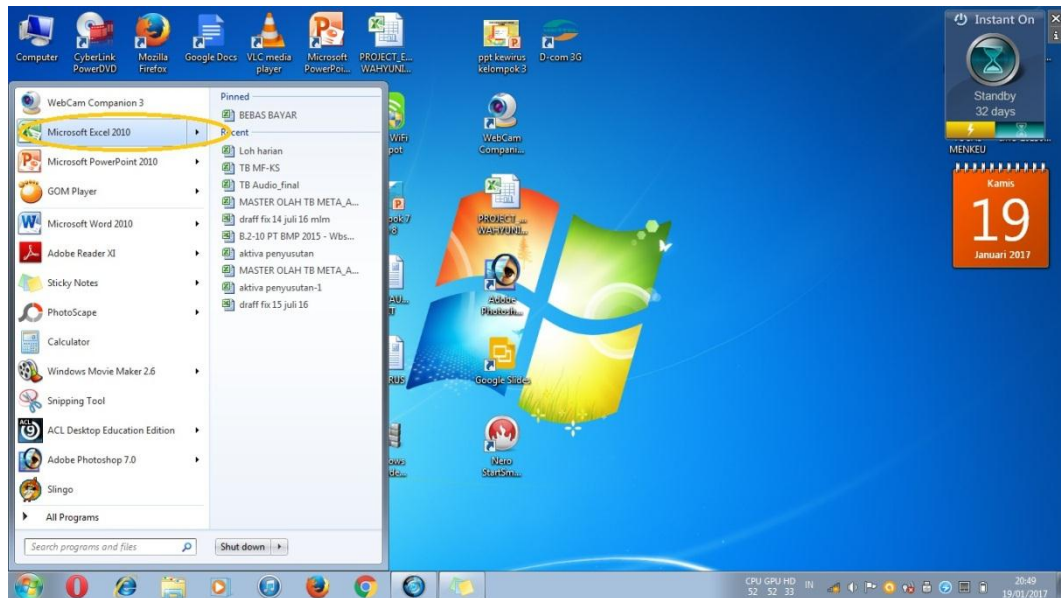 Computer
CyberLink
PowerDVD
Mozilla
Firefox
Google Docs
VLC media
player
Microsoft
PowerPoi...
PROJECT_E...
WAHYUNI...
ppt kewirus
kelompok 3
D-com 3G
WebCam
Compani...
PROJECT_...
WAHYUNI...
Adobe
Photosh...
Google Slides
Nero
StartSm...
WebCam Companion 3
Microsoft Excel 2010
Microsoft PowerPoint 2010
GOM Player
Microsoft Word 2010
Adobe Reader XI
Sticky Notes
PhotoScape
Calculator
Windows Movie Maker 2.6
Snipping Tool
ACL Desktop Education Edition
Adobe Photoshop 7.0
Slingo
All Programs
Search programs and files
Shut down
Pinned
BEBAS BAYAR
Recent
Loh harian
TB MF-KS
TB Audio_final
MASTER OLAH TB META_A...
draff fix 14 juli 16 mlm
B.2-10 PT BMP 2015 - Wbs...
aktiva penyusutan
MASTER OLAH TB META_A...
aktiva penyusutan-1
draff fix 15 juli 16
Instant On
Standby
32 days
MENKEU
Kamis
19
Januari 2017
CPU GPU HD
52 52 33
IN
20:49
19/01/2017